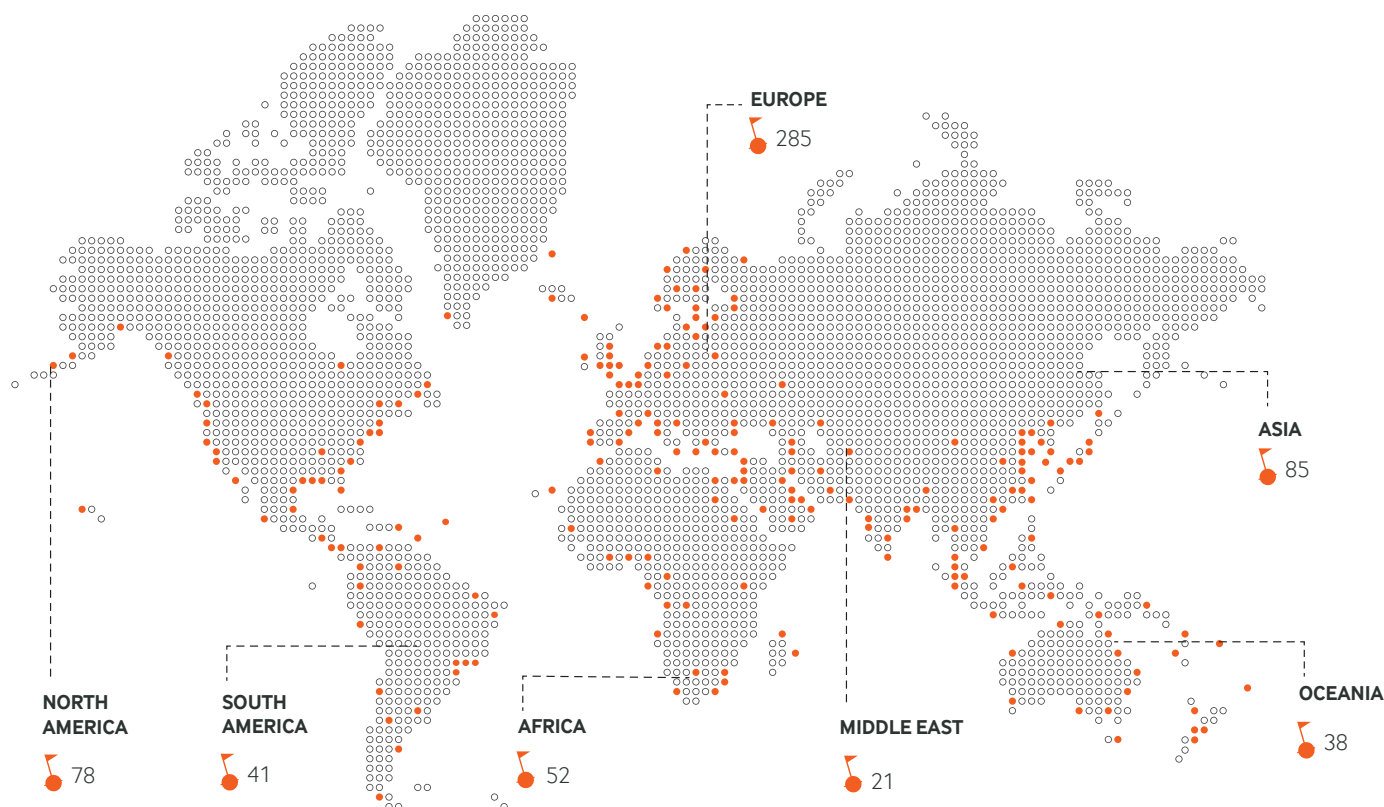 EUROPE
285
ASIA
85
NORTH
AMERICA
78
SOUTH
AMERICA
41
AFRICA
52
MIDDLE EAST
21
OCEANIA
38